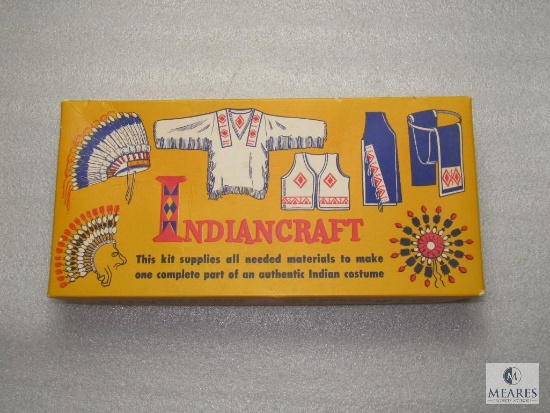 INDIANCRAFT
This kit supplies all needed materials to make
one complete part of an authentic Indian costume
MEARES